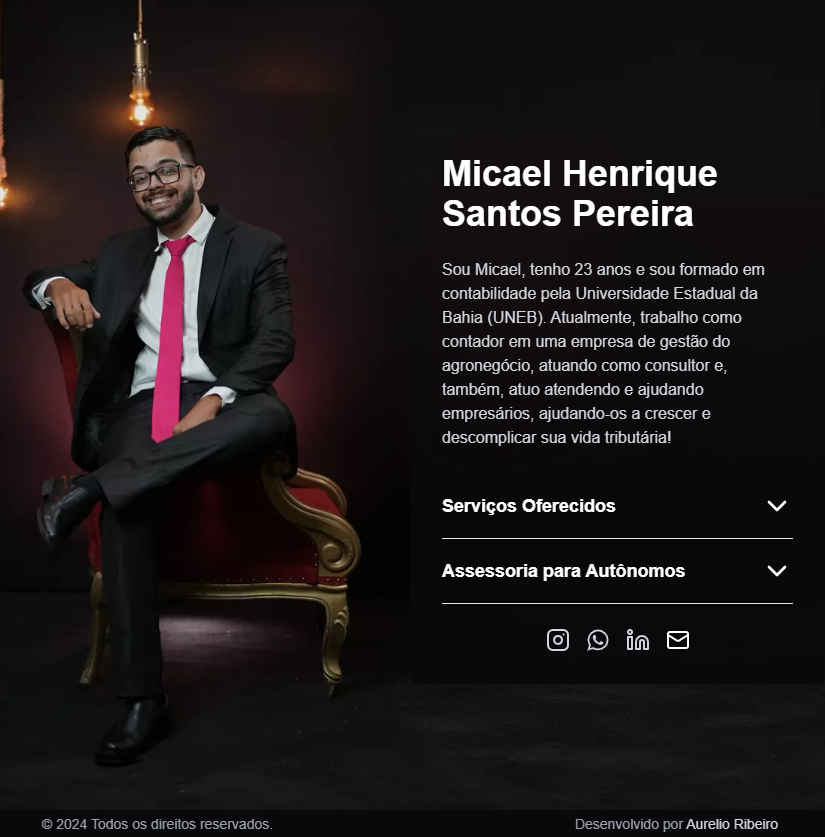 Micael Henrique
Santos Pereira
Sou Micael, tenho 23 anos e sou formado em
contabilidade pela Universidade Estadual da
Bahia (UNEB). Atualmente, trabalho como
contador em uma empresa de gestão do
agronegócio, atuando como consultor e,
também, atuo atendendo e ajudando
empresários, ajudando-os a crescer e
descomplicar sua vida tributária!
Serviços Oferecidos
Assessoria para Autônomos
© 2024 Todos os direitos reservados.
Desenvolvido por Aurelio Ribeiro